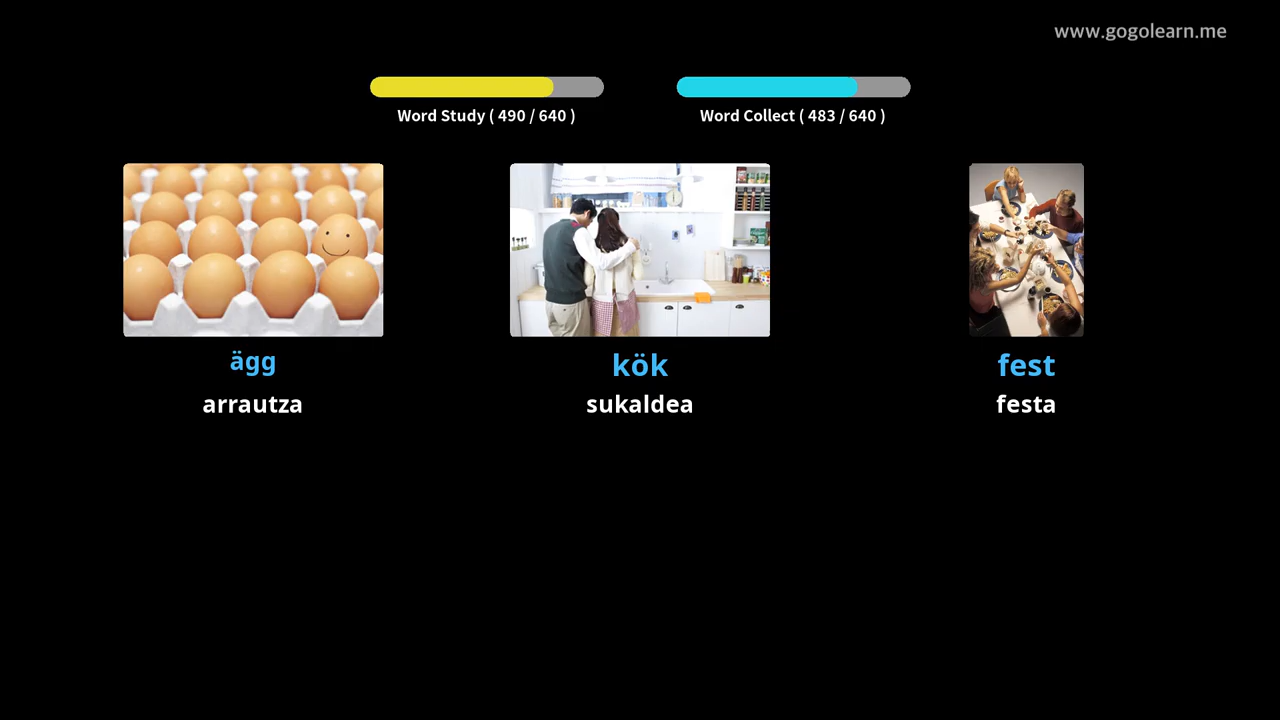 www.gogolearn.me
Word Study ( 490 / 640 )
Word Collect ( 483 / 640 )
ägg
arrautza
kök
sukaldea
fest
festa